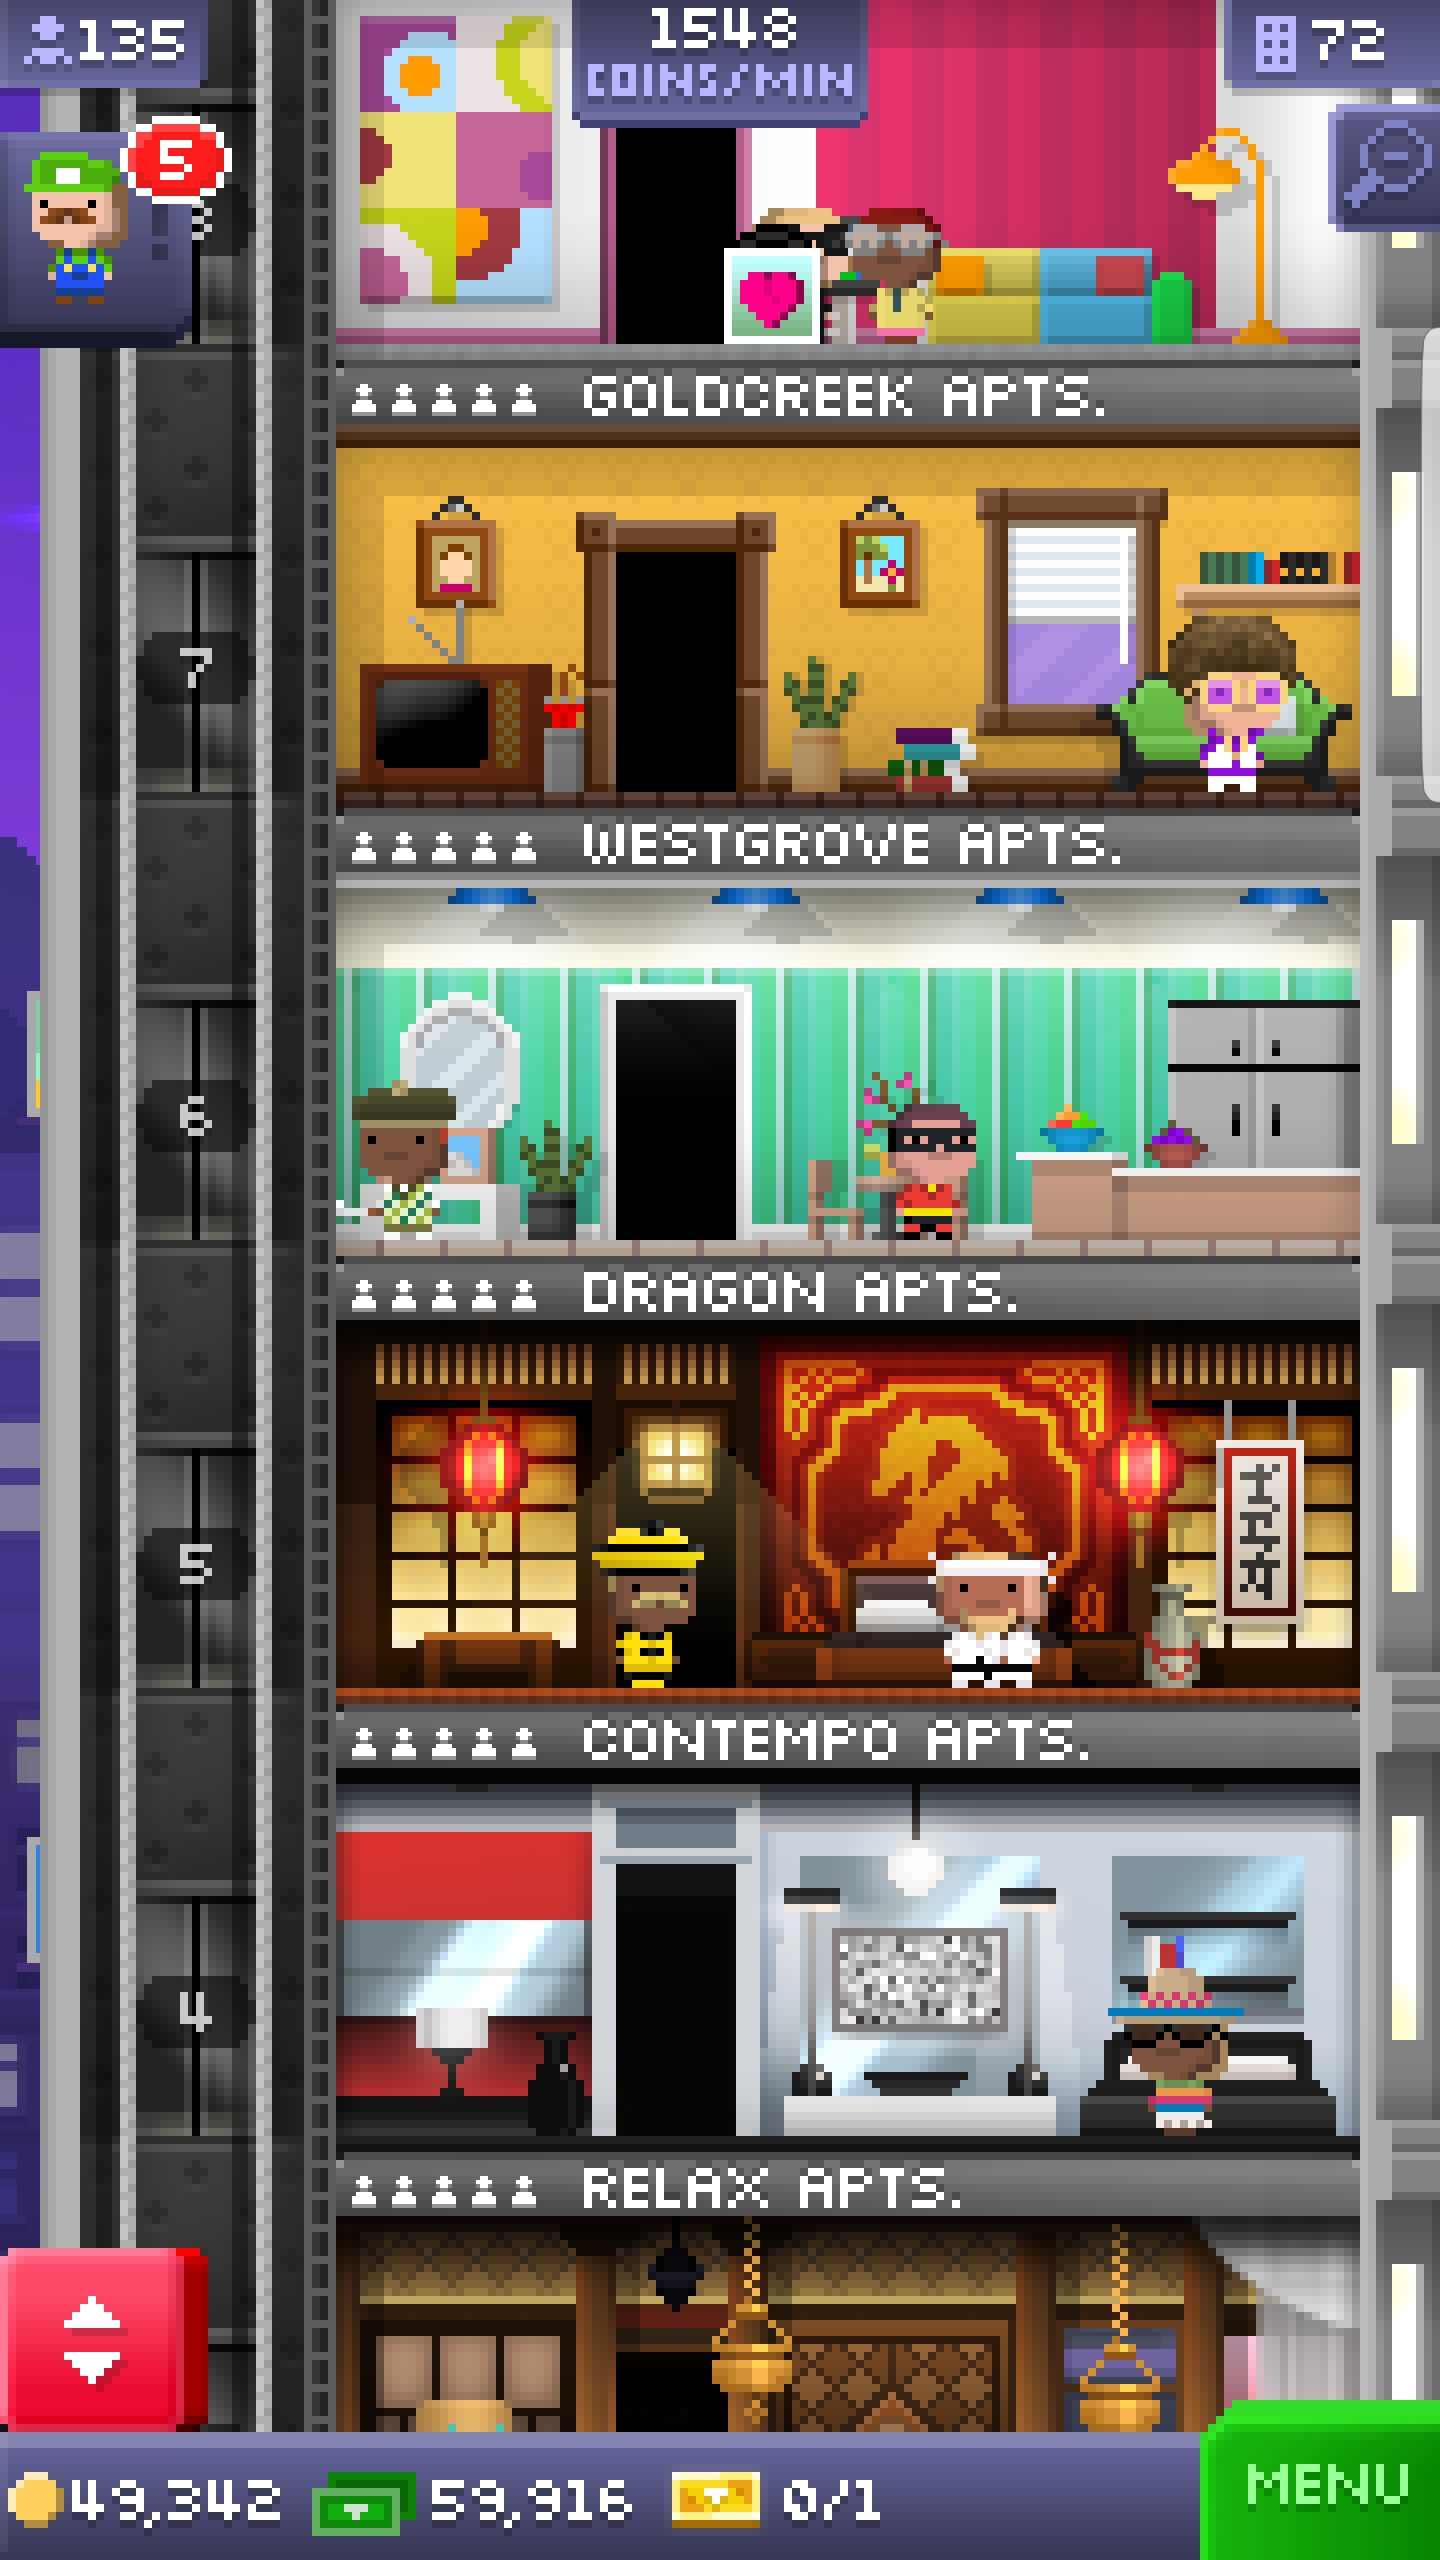 135
1548
COINS/MIN
72
5
8
GOLDCREEK APTS.
7
WESTGROVE APTS.
6
DRAGON APTS.
5
CONTEMPO APTS.
4
RELAX APTS.
49,342
59,916
0/1
MENU